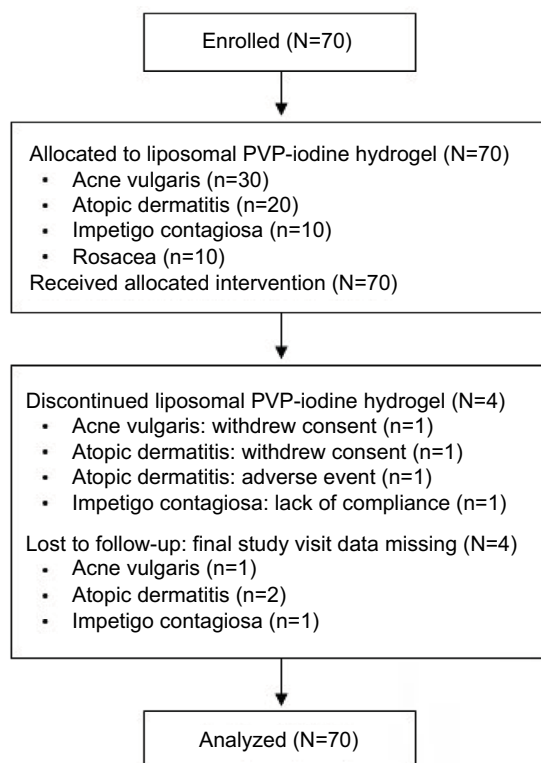 Enrolled (N=70)
Allocated to liposomal PVP-iodine hydrogel (N=70)
• Acne vulgaris (n=30)
• Atopic dermatitis (n=20)
• Impetigo contagiosa (n=10)
• Rosacea (n=10)
Received allocated intervention (N=70)
Discontinued liposomal PVP-iodine hydrogel (N=4)
• Acne vulgaris: withdrew consent (n=1)
• Atopic dermatitis: withdrew consent (n=1)
• Atopic dermatitis: adverse event (n=1)
• Impetigo contagiosa: lack of compliance (n=1)
Lost to follow-up: final study visit data missing (N=4)
• Acne vulgaris (n=1)
• Atopic dermatitis (n=2)
• Impetigo contagiosa (n=1)
Analyzed (N=70)